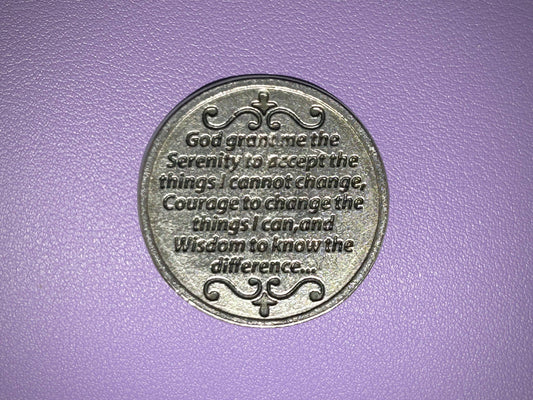 God grant me the
Serenity to accept the
things I cannot change,
Courage to change the
things I can, and
Wisdom to know the
difference...